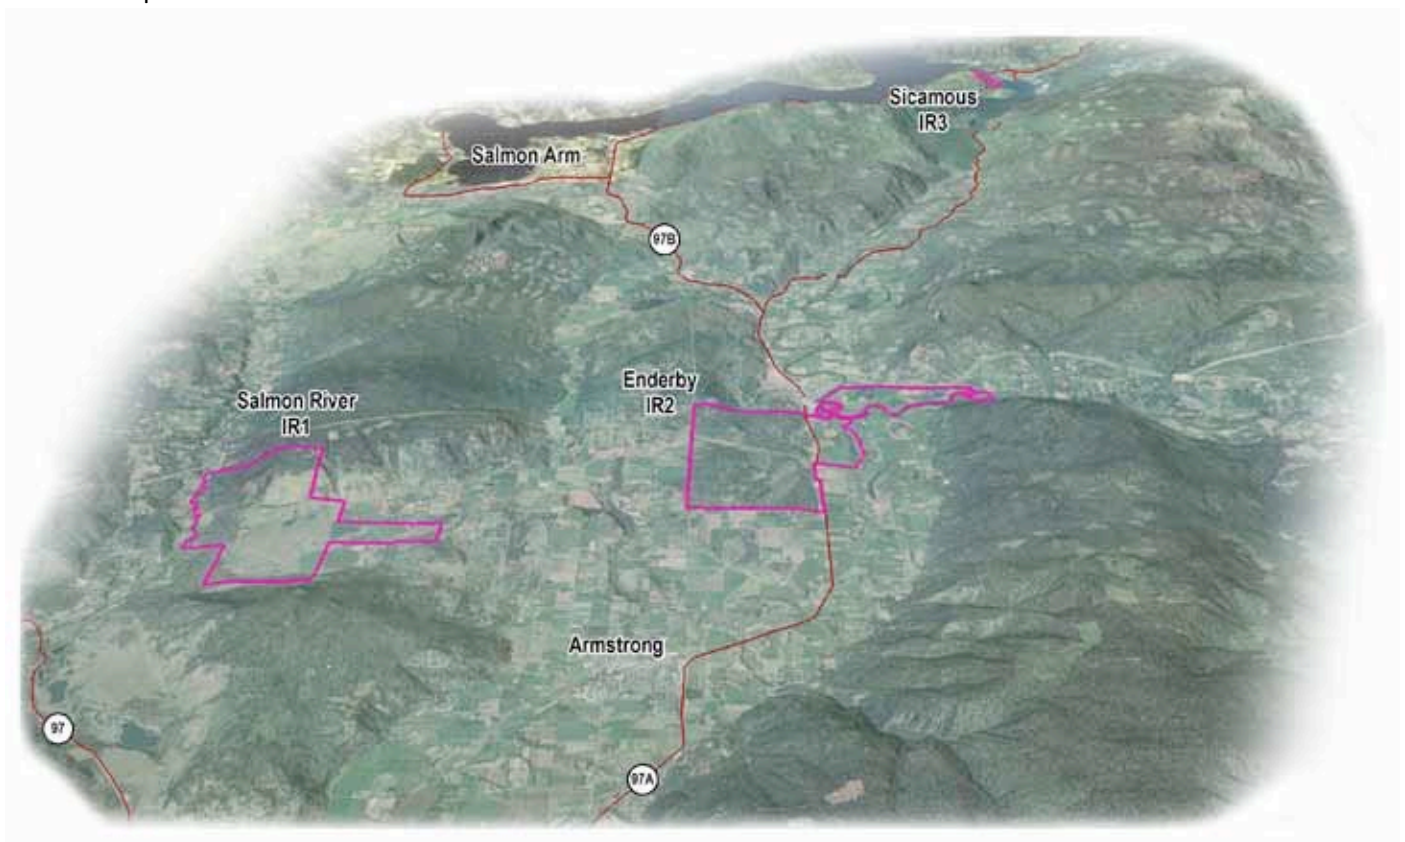 Sicamous
IR3
Salmon Arm
97B
Enderby
IR2
Salmon River
IR1
Armstrong
97
97A